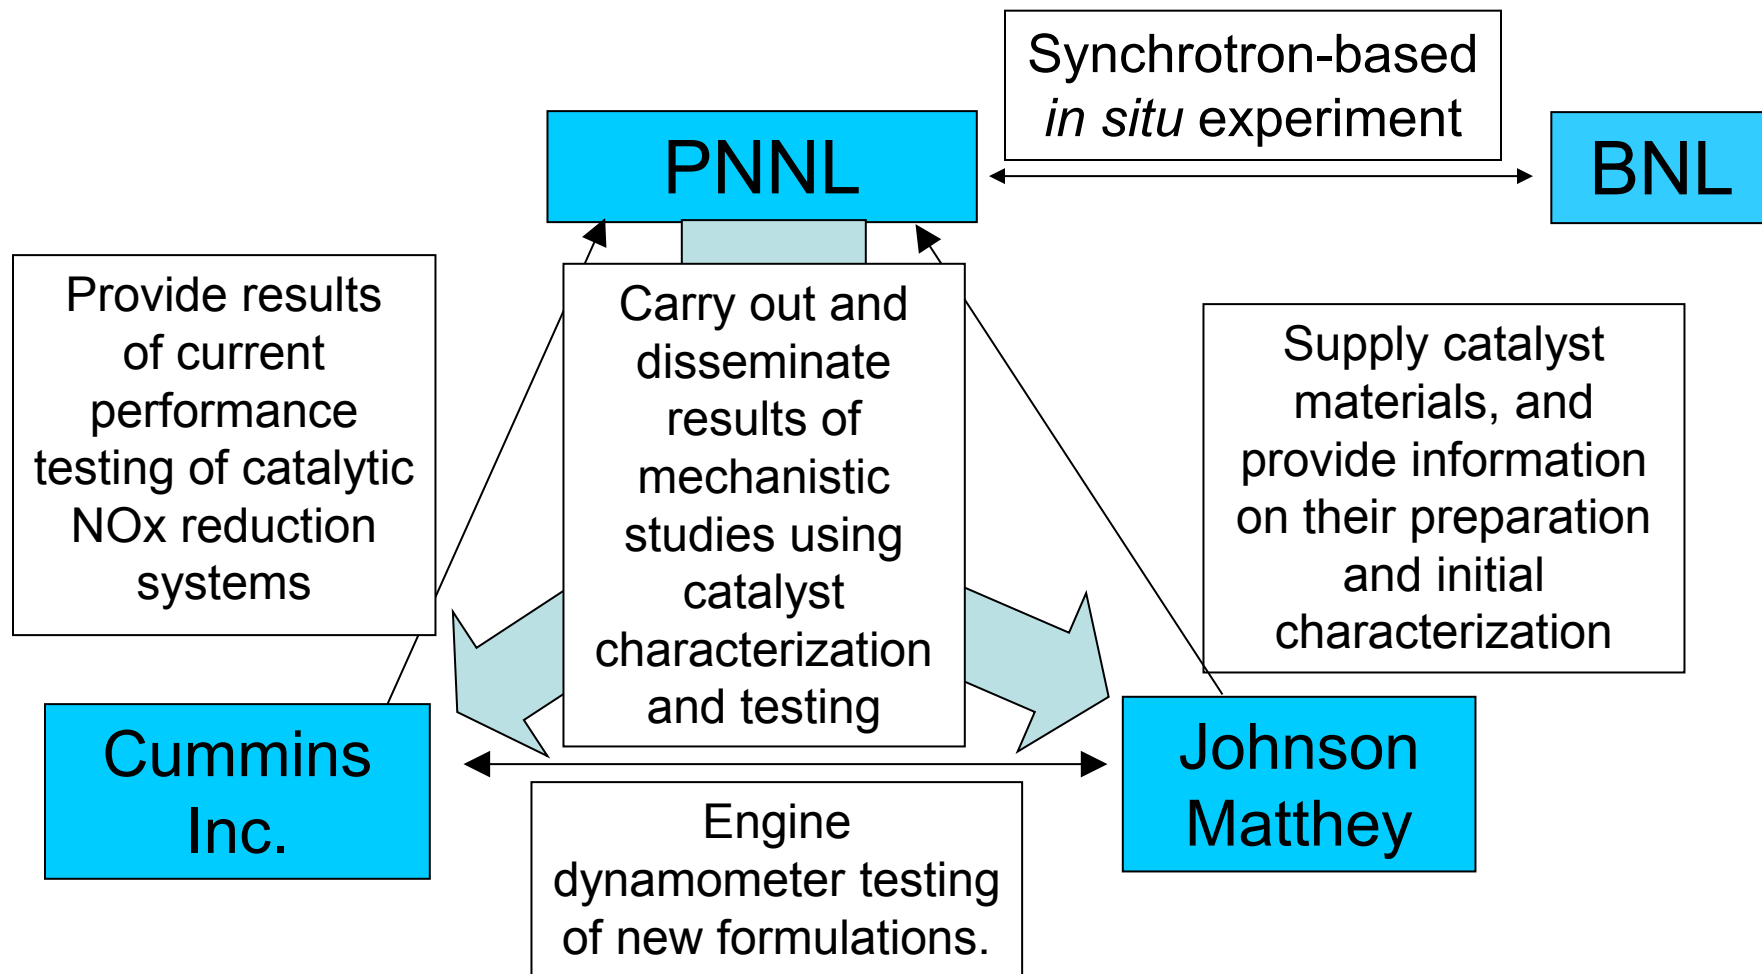 Synchrotron-based
in situ experiment
PNNL
BNL
Provide results
of current
performance
testing of catalytic
NOx reduction
systems
Carry out and
disseminate
results of
mechanistic
studies using
catalyst
characterization
and testing
Supply catalyst
materials, and
provide information
on their preparation
and initial
characterization
Cummins
Inc.
Johnson
Matthey
Engine
dynamometer testing
of new formulations.